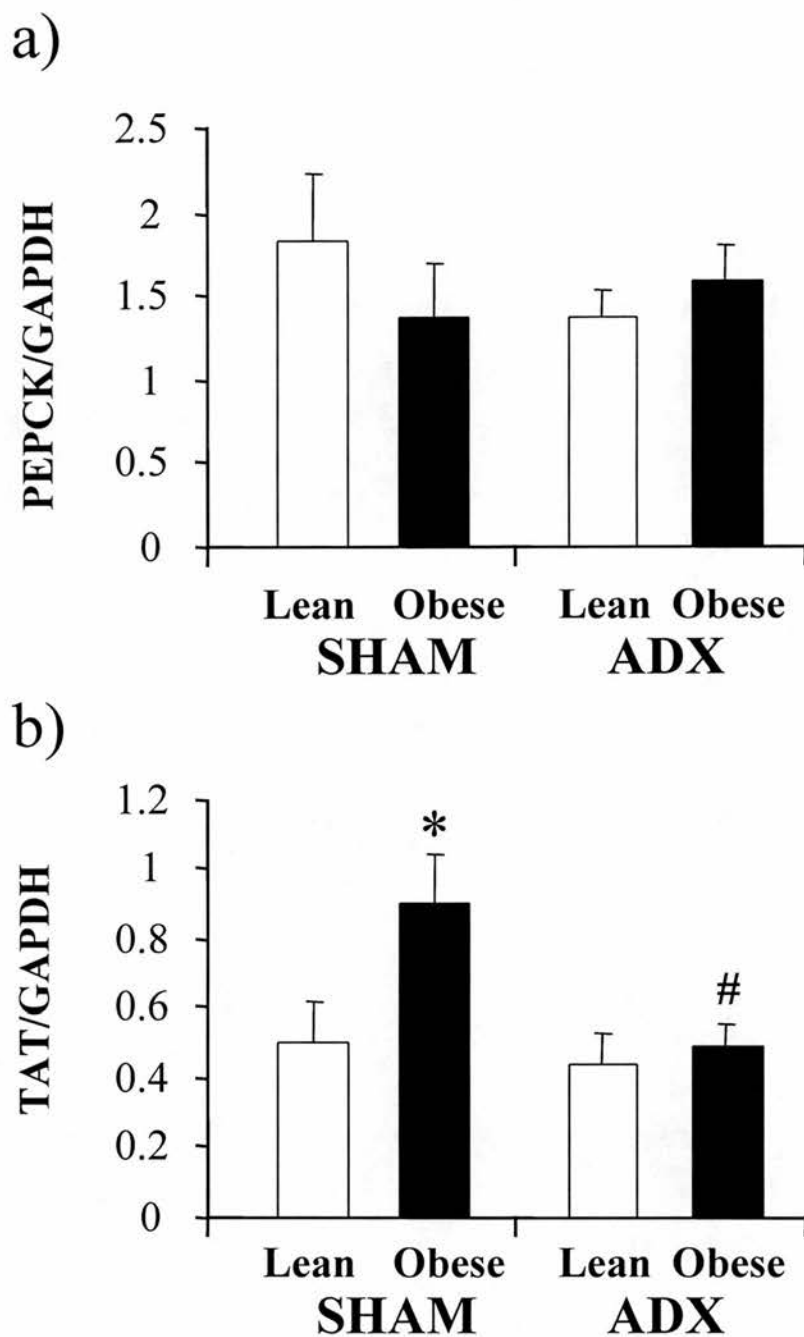 a)
PEPCK/GAPDH
2.5
2
1.5
1
0.5
0
Lean Obese Lean Obese
SHAM ADX
b)
TAT/GAPDH
1.2
1
0.8
0.6
0.4
0.2
0
*
#
Lean Obese Lean Obese
SHAM ADX